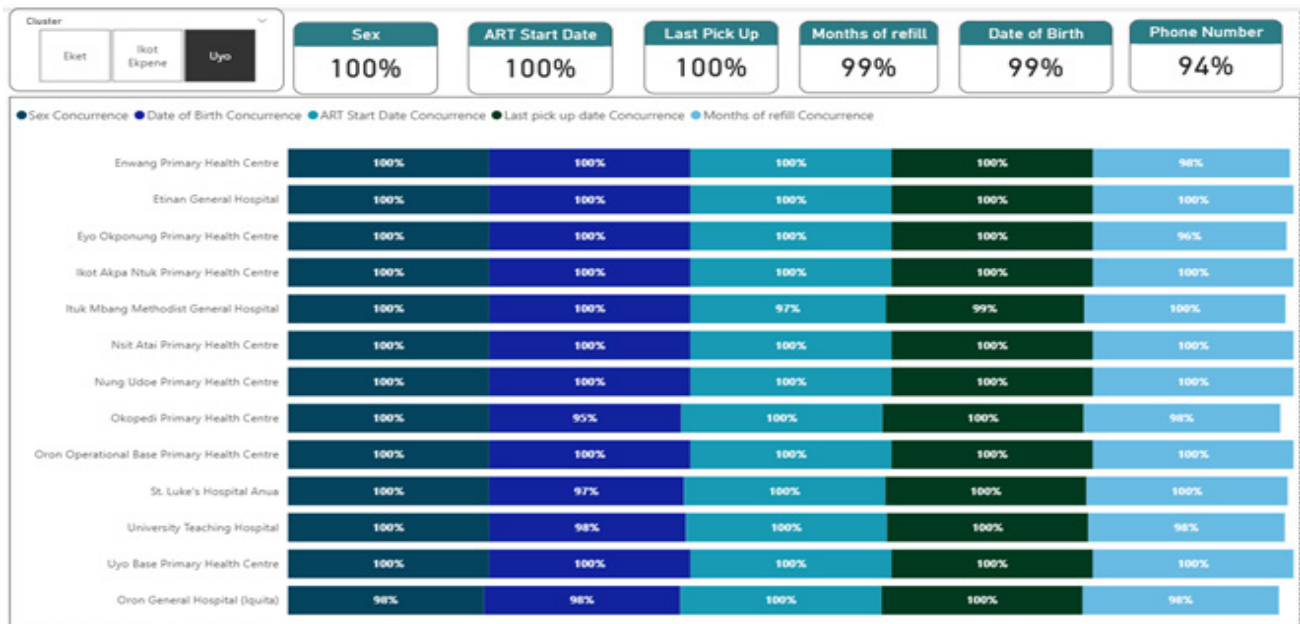 Cluster
Eket
Ikot
Ekpene
Uyo
Sex
100%
ART Start Date
100%
Last Pick Up
100%
Months of refill
99%
Date of Birth
99%
Phone Number
94%
Sex Concurrence Date of Birth Concurrence ART Start Date Concurrence Last pick up date Concurrence Months of refill Concurrence
Enwang Primary Health Centre 100% 100% 100% 100% 98%
Etinan General Hospital 100% 100% 100% 100% 100%
Eyo Okponung Primary Health Centre 100% 100% 100% 100% 96%
Ikot Akpa Ntuk Primary Health Centre 100% 100% 100% 100% 100%
Ituk Mbang Methodist General Hospital 100% 100% 97% 99% 100%
Nsit Atai Primary Health Centre 100% 100% 100% 100% 100%
Nung Udoe Primary Health Centre 100% 100% 100% 100% 100%
Okopedi Primary Health Centre 100% 95% 100% 100% 98%
Oron Operational Base Primary Health Centre 100% 100% 100% 100% 100%
St. Luke's Hospital Anua 100% 97% 100% 100% 100%
University Teaching Hospital 100% 98% 100% 100% 98%
Uyo Base Primary Health Centre 100% 100% 100% 100% 100%
Oron General Hospital (Iquita) 98% 98% 100% 100% 98%